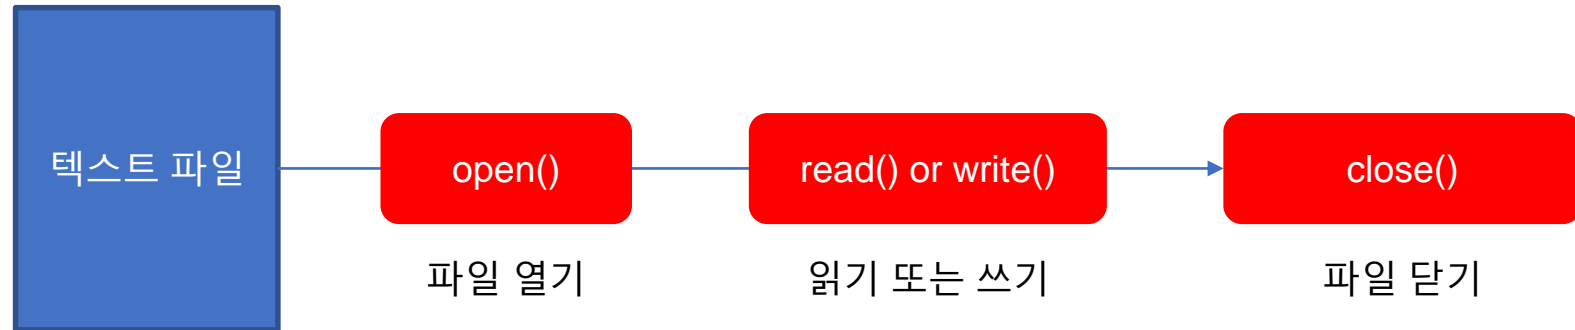 텍스트 파일
open()
read() or write()
close()
파일 열기
읽기 또는 쓰기
파일 닫기